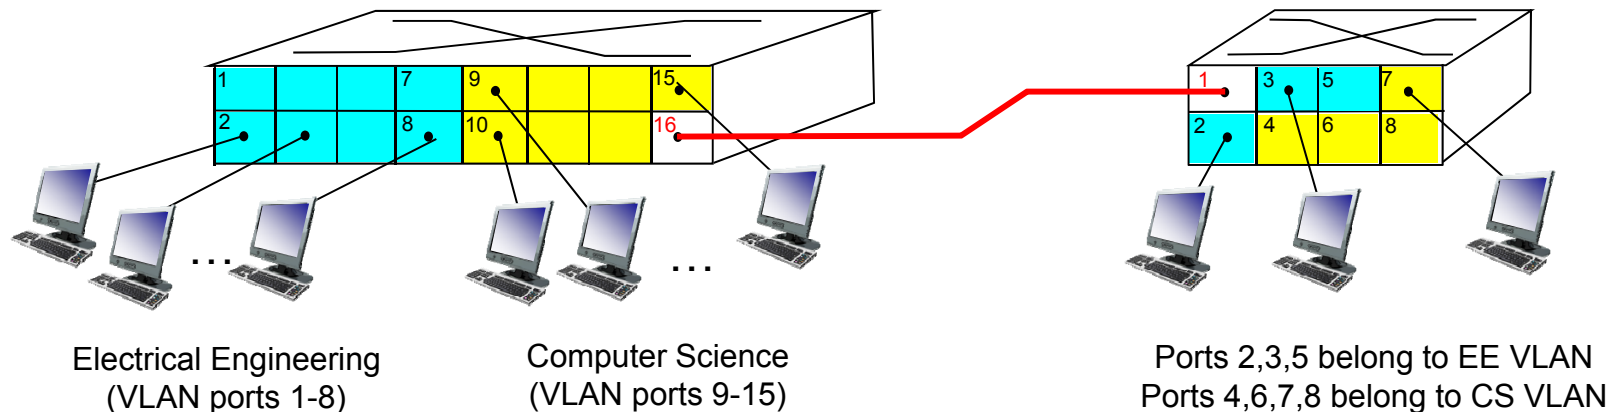 1 7 9 15
2 8 10 16
1 3 5 7
2 4 6 8
... ...
Electrical Engineering
(VLAN ports 1-8)
Computer Science
(VLAN ports 9-15)
Ports 2,3,5 belong to EE VLAN
Ports 4,6,7,8 belong to CS VLAN